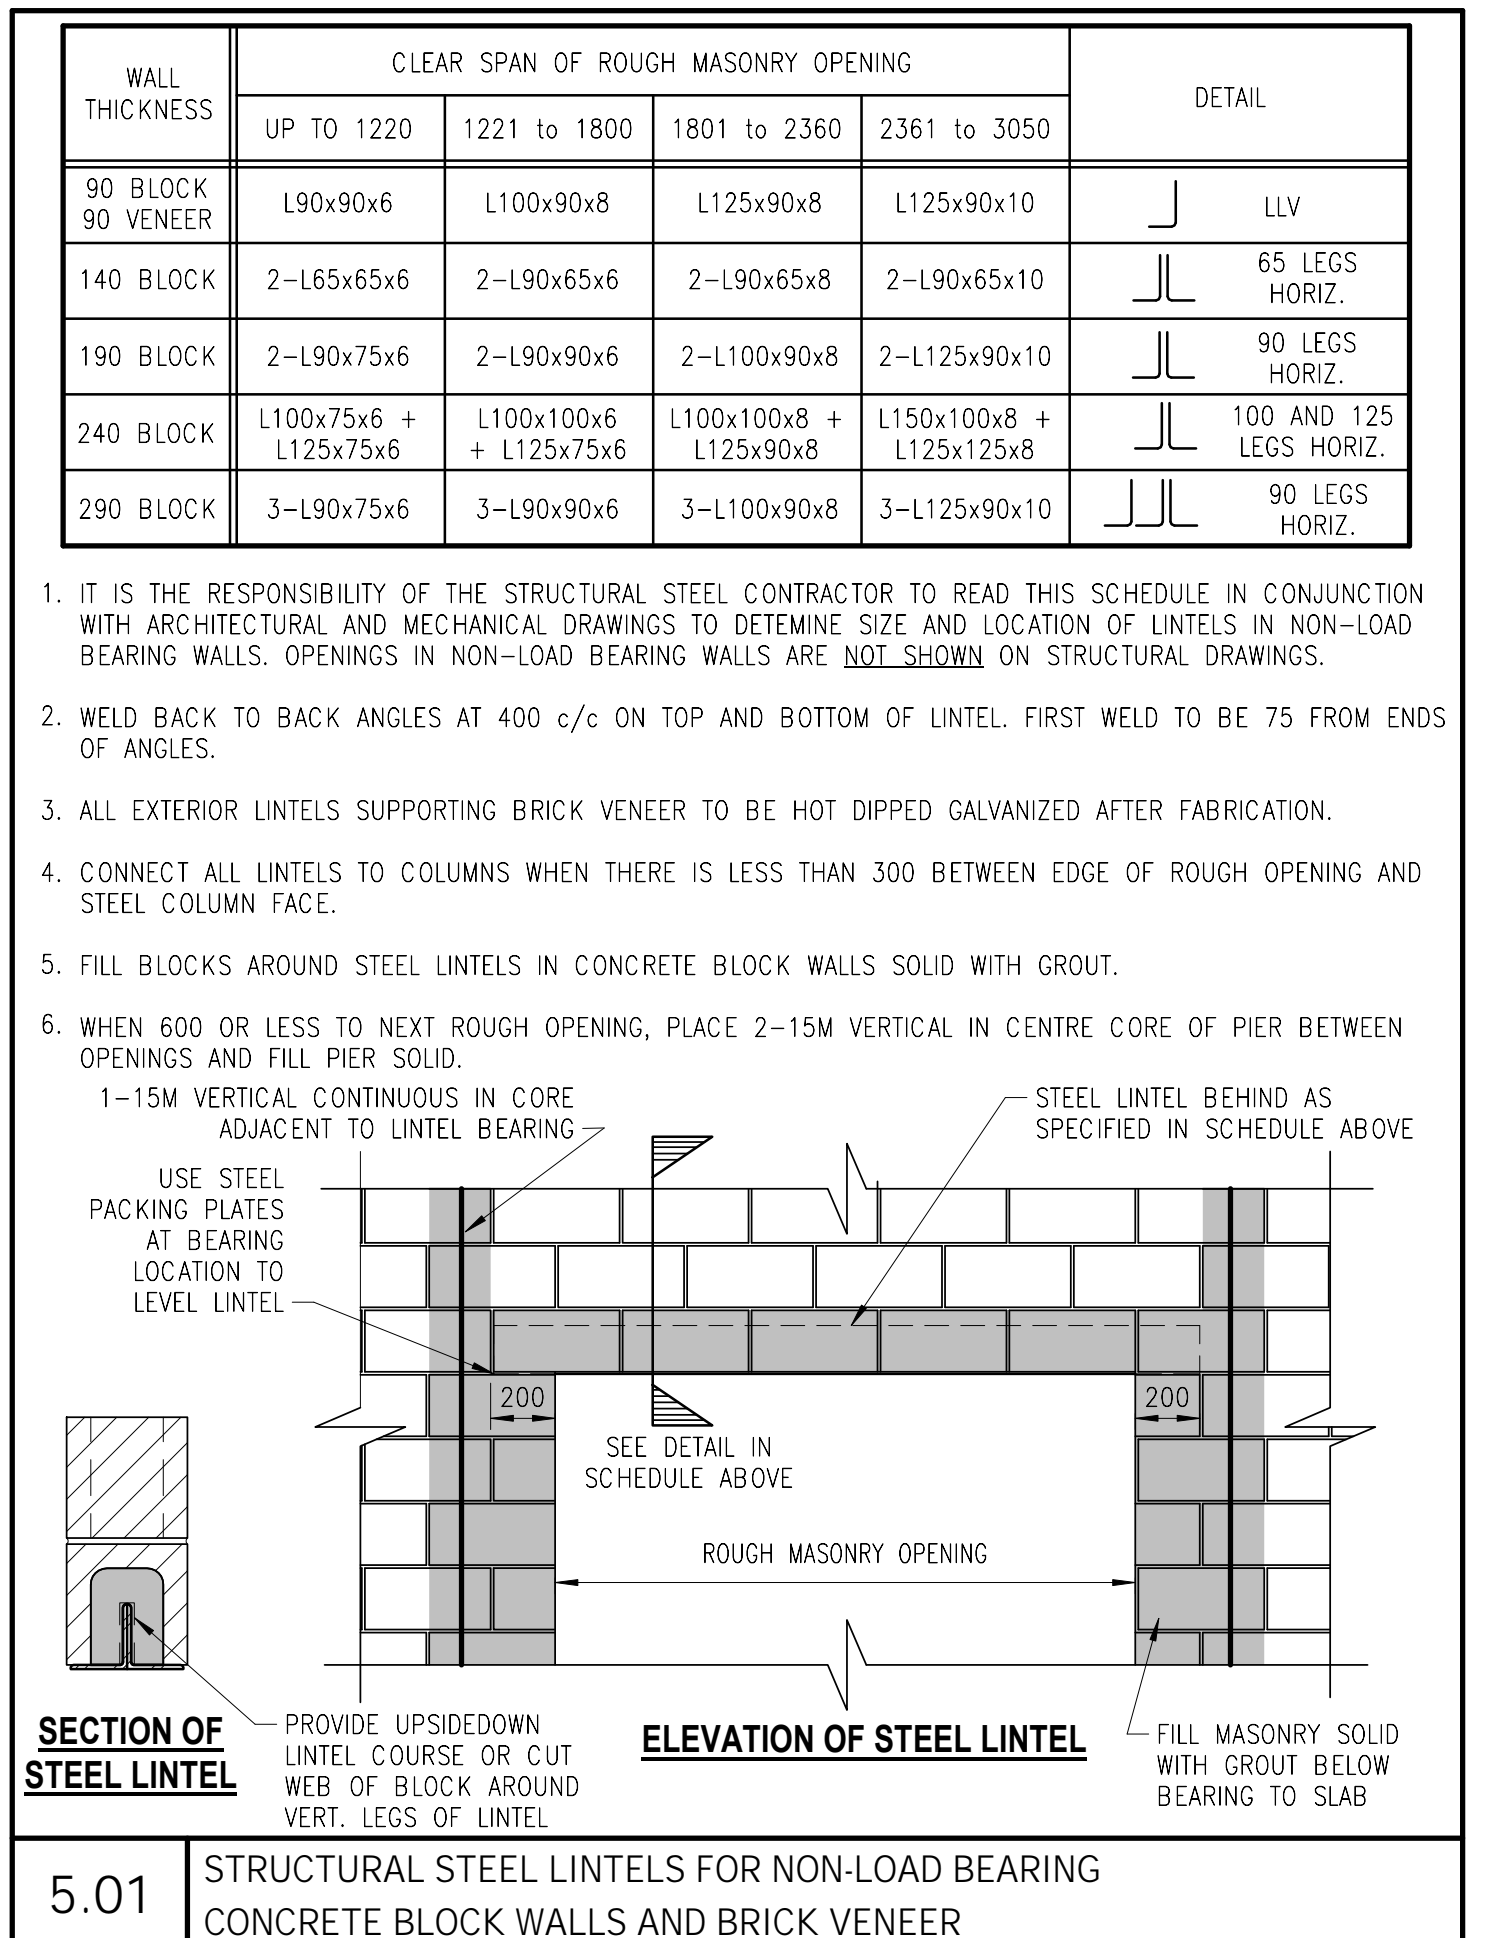 WALL
THICKNESS
CLEAR SPAN OF ROUGH MASONRY OPENING
DETAIL
UP TO 1220
1221 to 1800
1801 to 2360
2361 to 3050
90 BLOCK
90 VENEER
L90x90x6
L100x90x8
L125x90x8
L125x90x10
LLV
140 BLOCK
2-L65x65x6
2-L90x65x6
2-L90x65x8
2-L90x65x10
65 LEGS
HORIZ.
190 BLOCK
2-L90x75x6
2-L90x90x6
2-L100x90x8
2-L125x90x10
90 LEGS
HORIZ.
240 BLOCK
L100x75x6 +
L125x75x6
L100x100x6
+ L125x75x6
L100x100x8 +
L125x90x8
L150x100x8 +
L125x125x8
100 AND 125
LEGS HORIZ.
290 BLOCK
3-L90x75x6
3-L90x90x6
3-L100x90x8
3-L125x90x10
90 LEGS
HORIZ.
1. IT IS THE RESPONSIBILITY OF THE STRUCTURAL STEEL CONTRACTOR TO READ THIS SCHEDULE IN CONJUNCTION
WITH ARCHITECTURAL AND MECHANICAL DRAWINGS TO DETEMINE SIZE AND LOCATION OF LINTELS IN NON-LOAD
BEARING WALLS. OPENINGS IN NON-LOAD BEARING WALLS ARE NOT SHOWN ON STRUCTURAL DRAWINGS.
2. WELD BACK TO BACK ANGLES AT 400 c/c ON TOP AND BOTTOM OF LINTEL. FIRST WELD TO BE 75 FROM ENDS
OF ANGLES.
3. ALL EXTERIOR LINTELS SUPPORTING BRICK VENEER TO BE HOT DIPPED GALVANIZED AFTER FABRICATION.
4. CONNECT ALL LINTELS TO COLUMNS WHEN THERE IS LESS THAN 300 BETWEEN EDGE OF ROUGH OPENING AND
STEEL COLUMN FACE.
5. FILL BLOCKS AROUND STEEL LINTELS IN CONCRETE BLOCK WALLS SOLID WITH GROUT.
6. WHEN 600 OR LESS TO NEXT ROUGH OPENING, PLACE 2-15M VERTICAL IN CENTRE CORE OF PIER BETWEEN
OPENINGS AND FILL PIER SOLID.
1-15M VERTICAL CONTINUOUS IN CORE
ADJACENT TO LINTEL BEARING
STEEL LINTEL BEHIND AS
SPECIFIED IN SCHEDULE ABOVE
USE STEEL
PACKING PLATES
AT BEARING
LOCATION TO
LEVEL LINTEL
200
200
SEE DETAIL IN
SCHEDULE ABOVE
ROUGH MASONRY OPENING
SECTION OF
STEEL LINTEL
PROVIDE UPSIDEDOWN
LINTEL COURSE OR CUT
WEB OF BLOCK AROUND
VERT. LEGS OF LINTEL
ELEVATION OF STEEL LINTEL
FILL MASONRY SOLID
WITH GROUT BELOW
BEARING TO SLAB
5.01
STRUCTURAL STEEL LINTELS FOR NON-LOAD BEARING
CONCRETE BLOCK WALLS AND BRICK VENEER